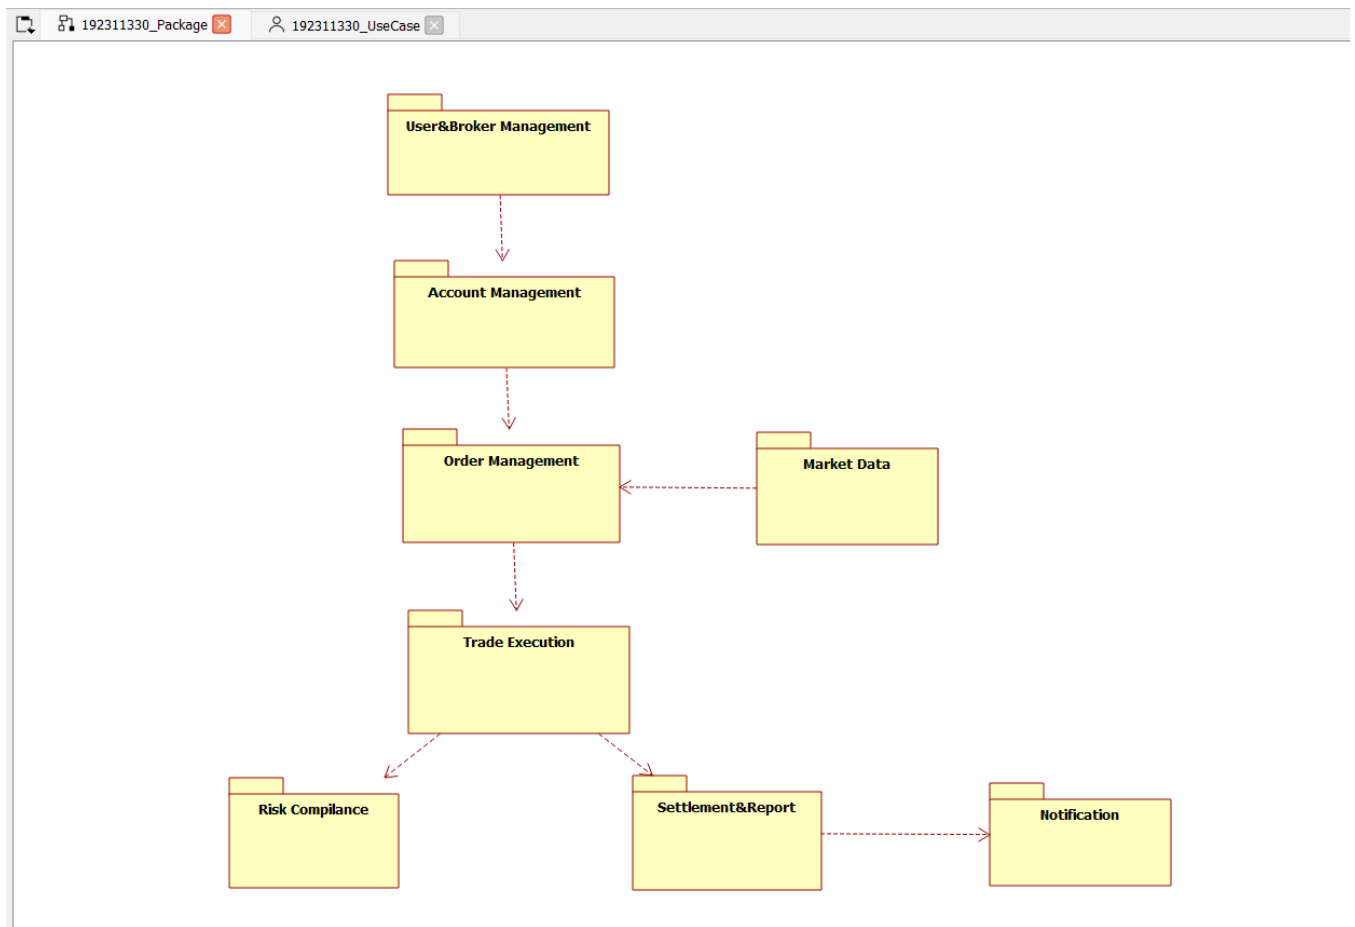 192311330_Package
192311330_UseCase
User&Broker Management
Account Management
Order Management
Market Data
Trade Execution
Risk Compilance
Settlement&Report
Notification